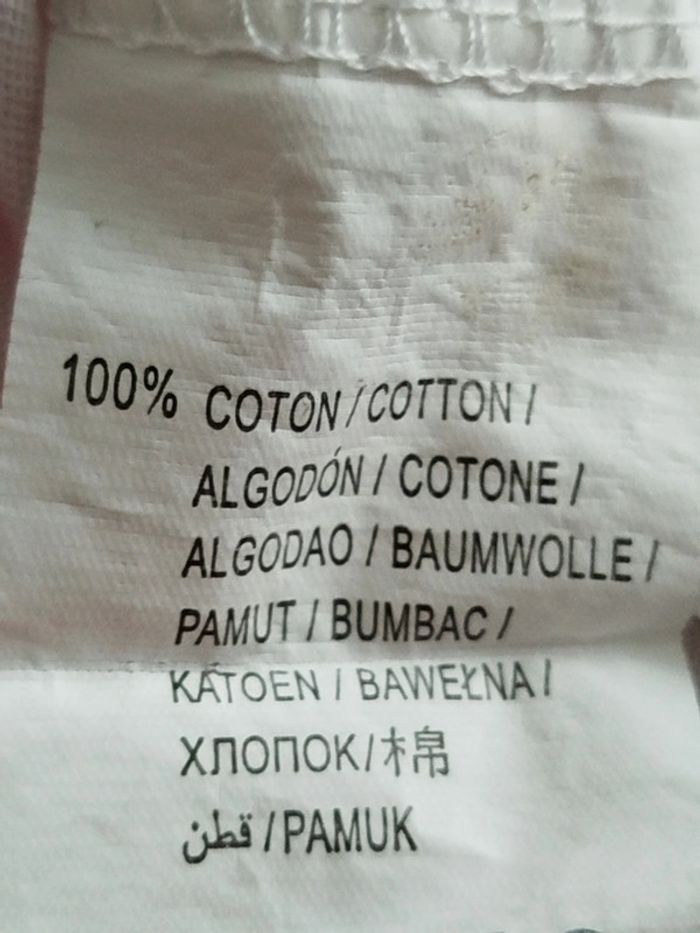 100% COTON / COTTON /
ALGODÓN / COTONE /
ALGODAO / BAUMWOLLE /
PAMUT / BUMBAC /
KATOEN / BAWEŁNA /
ХЛОПОК / 棉
قطن / PAMUK